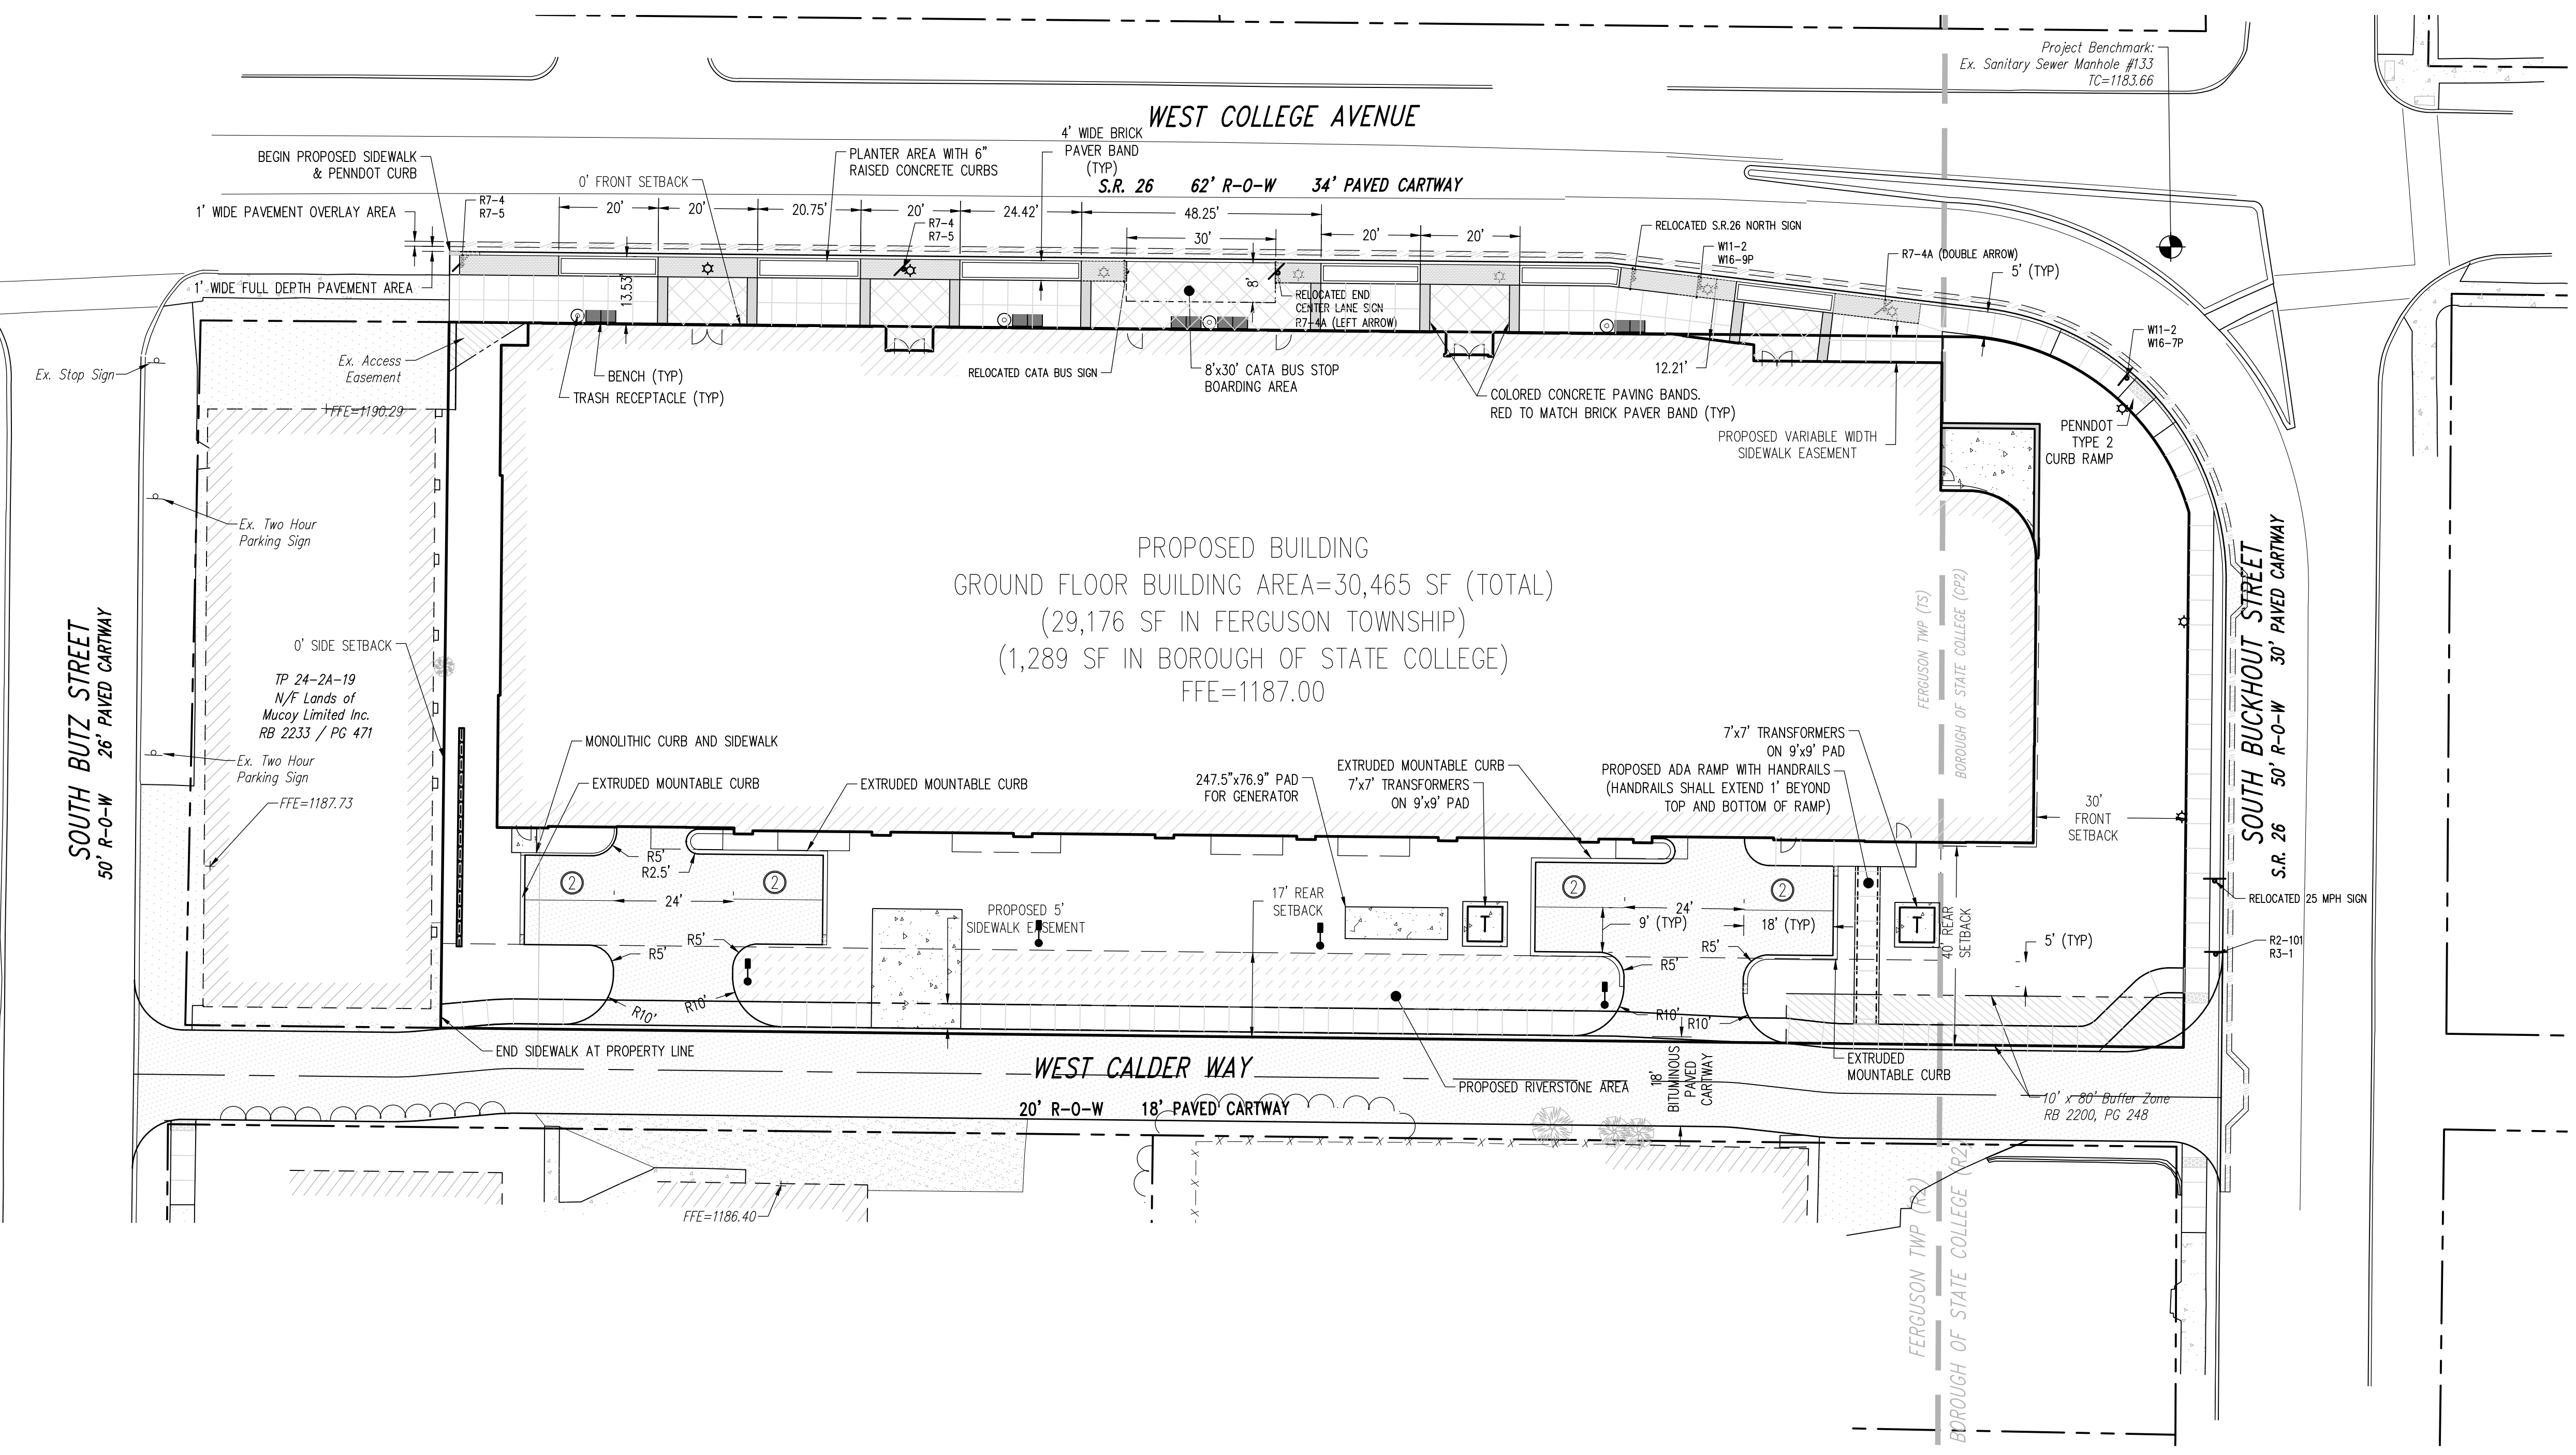 Project Benchmark:
Ex. Sanitary Sewer Manhole #133
TC=1183.66
WEST COLLEGE AVENUE
4' WIDE BRICK
PAVER BAND
(TYP)
S.R. 26 62' R-O-W 34' PAVED CARTWAY
BEGIN PROPOSED SIDEWALK
& PENNDOT CURB
PLANTER AREA WITH 6"
RAISED CONCRETE CURBS
0' FRONT SETBACK
1' WIDE PAVEMENT OVERLAY AREA
R7-4
R7-5
20'
20'
20.75'
20'
24.42'
48.25'
R7-4
R7-5
30'
20'
20'
RELOCATED S.R.26 NORTH SIGN
W11-2
W16-9P
R7-4A (DOUBLE ARROW)
5' (TYP)
1' WIDE FULL DEPTH PAVEMENT AREA
13.53'
8'
RELOCATED END
CENTER LANE SIGN
R7-4A (LEFT ARROW)
W11-2
W16-7P
Ex. Stop Sign
Ex. Access
Easement
BENCH (TYP)
TRASH RECEPTACLE (TYP)
RELOCATED CATA BUS SIGN
8'x30' CATA BUS STOP
BOARDING AREA
12.21'
COLORED CONCRETE PAVING BANDS.
RED TO MATCH BRICK PAVER BAND (TYP)
FFE=1190.29
PROPOSED VARIABLE WIDTH
SIDEWALK EASEMENT
PENNDOT
TYPE 2
CURB RAMP
Ex. Two Hour
Parking Sign
PROPOSED BUILDING
GROUND FLOOR BUILDING AREA=30,465 SF (TOTAL)
(29,176 SF IN FERGUSON TOWNSHIP)
(1,289 SF IN BOROUGH OF STATE COLLEGE)
FFE=1187.00
FERGUSON TWP (TS)
BOROUGH OF STATE COLLEGE (CP2)
SOUTH BUCKHOUT STREET
S.R. 26 50' R-O-W 30' PAVED CARTWAY
SOUTH BUTZ STREET
50' R-O-W 26' PAVED CARTWAY
0' SIDE SETBACK
TP 24-2A-19
N/F Lands of
Mucoy Limited Inc.
RB 2233 / PG 471
Ex. Two Hour
Parking Sign
FFE=1187.73
MONOLITHIC CURB AND SIDEWALK
EXTRUDED MOUNTABLE CURB
EXTRUDED MOUNTABLE CURB
247.5"x76.9" PAD
FOR GENERATOR
EXTRUDED MOUNTABLE CURB
7'x7' TRANSFORMERS
ON 9'x9' PAD
7'x7' TRANSFORMERS
ON 9'x9' PAD
PROPOSED ADA RAMP WITH HANDRAILS
(HANDRAILS SHALL EXTEND 1' BEYOND
TOP AND BOTTOM OF RAMP)
30'
FRONT
SETBACK
R5'
R2.5'
2
2
24'
2
2
24'
9' (TYP)
18' (TYP)
T
T
PROPOSED 5'
SIDEWALK EASEMENT
17' REAR
SETBACK
40' REAR
SETBACK
RELOCATED 25 MPH SIGN
R2-101
R3-1
5' (TYP)
R5'
R5'
R5'
R5'
R10'
R10'
R10'
R10'
END SIDEWALK AT PROPERTY LINE
WEST CALDER WAY
20' R-O-W 18' PAVED CARTWAY
PROPOSED RIVERSTONE AREA
18'
BITUMINOUS
PAVED
CARTWAY
EXTRUDED
MOUNTABLE CURB
10' x 80' Buffer Zone
RB 2200, PG 248
FFE=1186.40
FERGUSON TWP (R2)
BOROUGH OF STATE COLLEGE (R2)